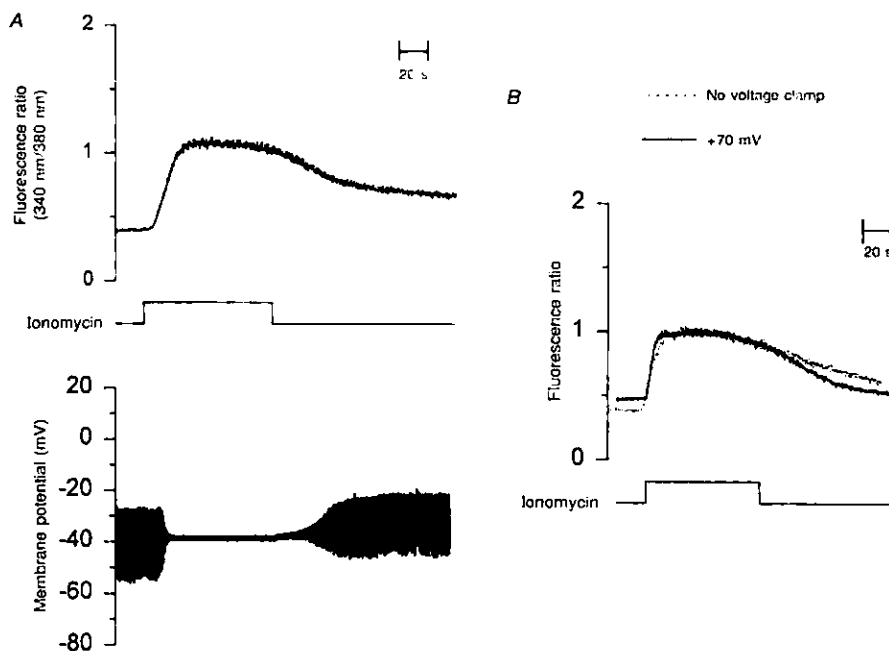 A
2
1
0
Fluorescence ratio
(340 nm/380 nm)
20 s
Ionomycin
20
0
-20
-40
-60
-80
Membrane potential (mV)
B
No voltage clamp
+70 mV
2
1
0
Fluorescence ratio
20 s
Ionomycin